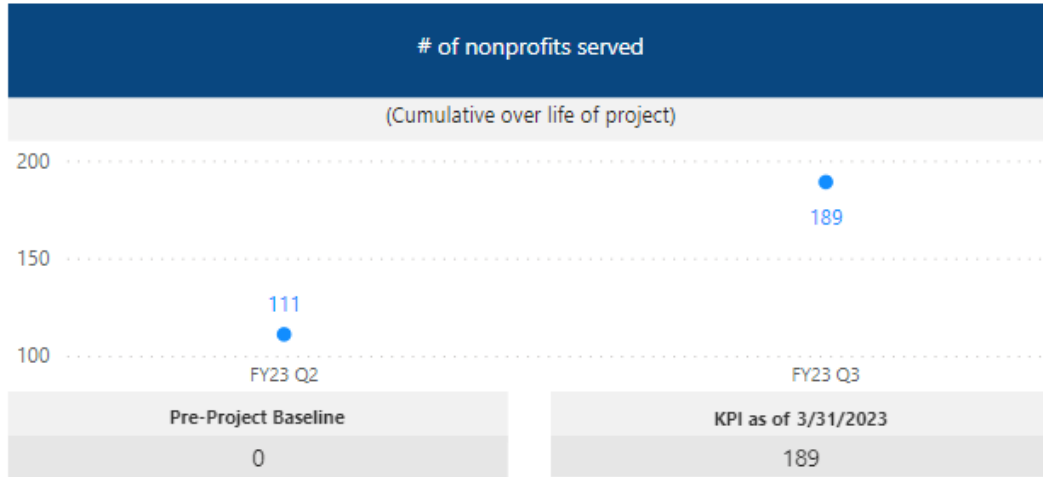 # of nonprofits served
(Cumulative over life of project)
200
189
150
111
100
FY23 Q2 FY23 Q3
Pre-Project Baseline KPI as of 3/31/2023
0 189